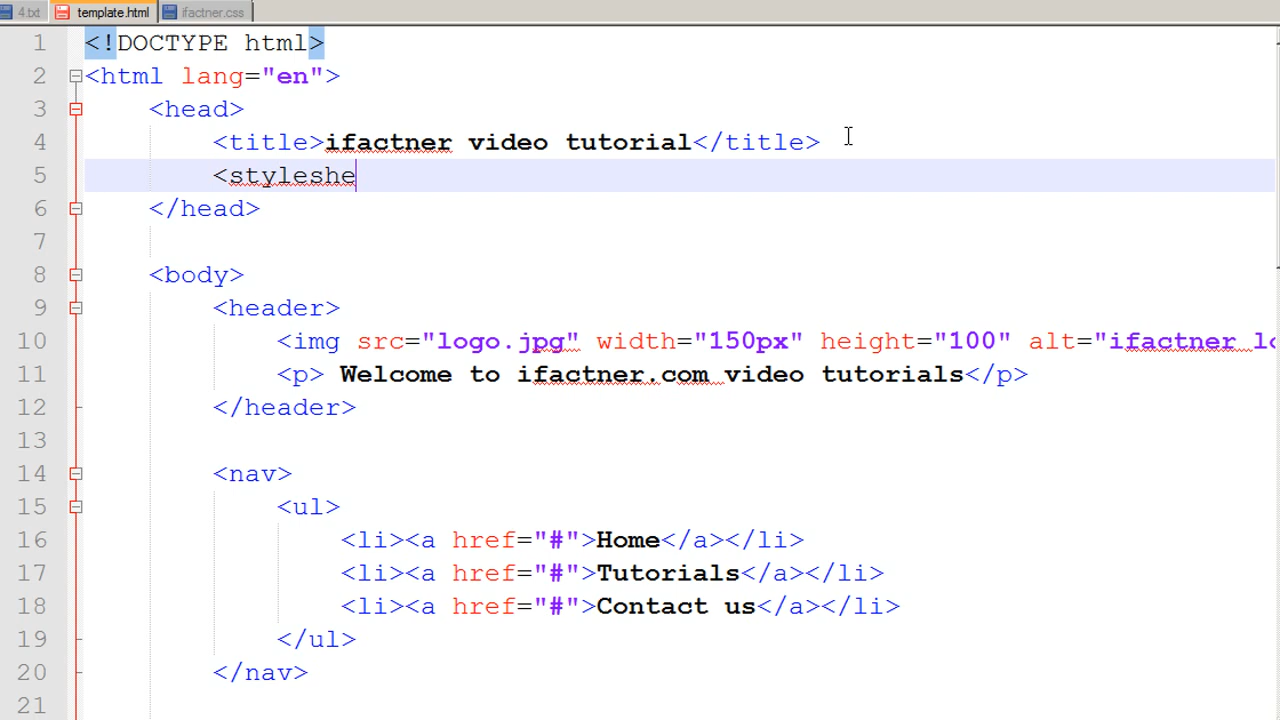 4.txt template.html ifactner.css
1 <!DOCTYPE html>
2 <html lang="en">
3 <head>
4 <title>ifactner video tutorial</title>
5 <styleshe
6 </head>
7
8 <body>
9 <header>
10 <img src="logo.jpg" width="150px" height="100" alt="ifactner lo
11 <p> Welcome to ifactner.com video tutorials</p>
12 </header>
13
14 <nav>
15 <ul>
16 <li><a href="#">Home</a></li>
17 <li><a href="#">Tutorials</a></li>
18 <li><a href="#">Contact us</a></li>
19 </ul>
20 </nav>
21